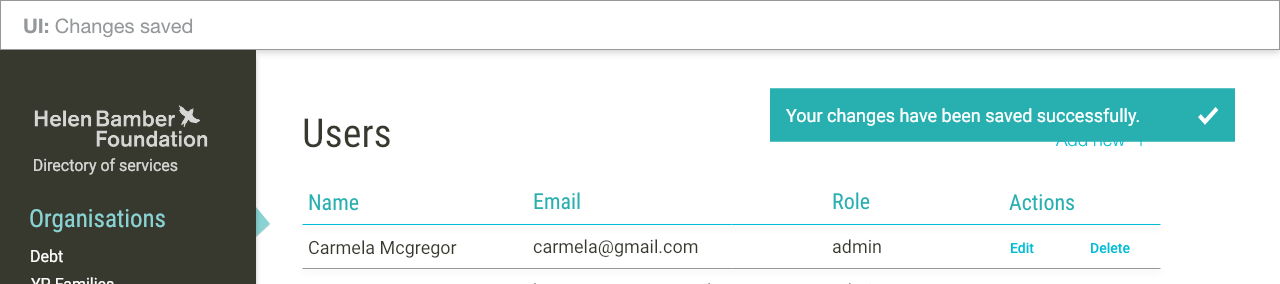 UI: Changes saved
Helen Bamber
Foundation
Directory of services
Organisations
Debt
YP Families
Users
Your changes have been saved successfully.
Add new +
Name Email Role Actions
Carmela Mcgregor carmela@gmail.com admin Edit Delete